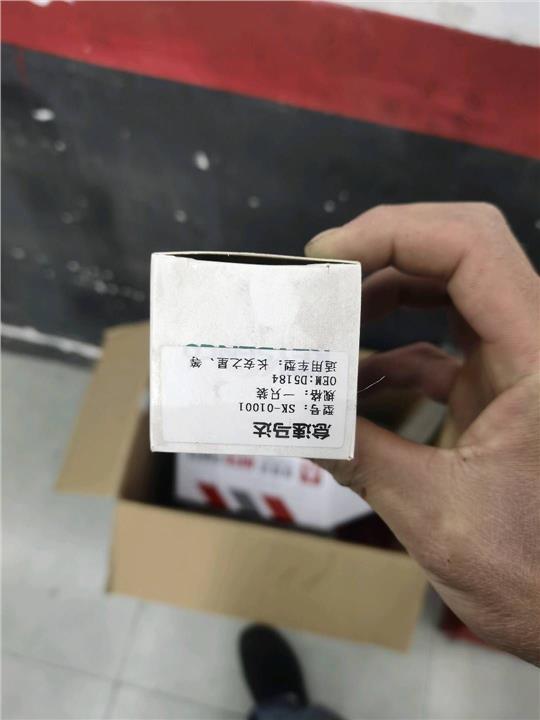 怠速马达
型号: SK-01001
规格: 一只装
OEM:D5184
适用车型: 长安之星、等